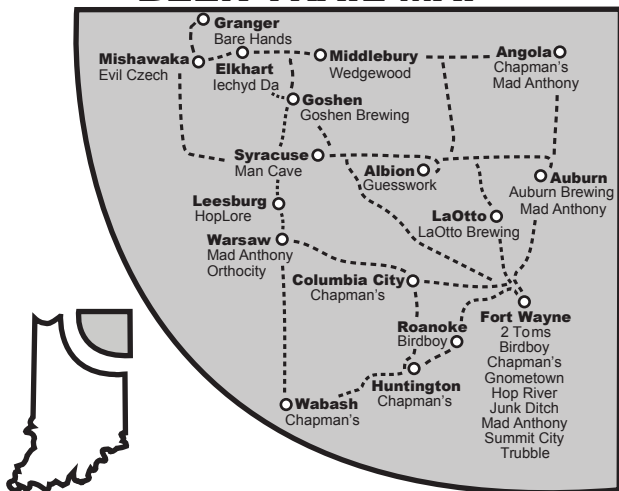 Granger
Bare Hands
Mishawaka
Evil Czech
Elkhart
Iechyd Da
Middlebury
Wedgewood
Angola
Chapman's
Mad Anthony
Goshen
Goshen Brewing
Syracuse
Man Cave
Albion
Guesswork
Auburn
Auburn Brewing
Mad Anthony
Leesburg
HopLore
LaOtto
LaOtto Brewing
Warsaw
Mad Anthony
Orthocity
Columbia City
Chapman's
Roanoke
Birdboy
Fort Wayne
2 Toms
Birdboy
Chapman's
Gnometown
Hop River
Junk Ditch
Mad Anthony
Summit City
Trubble
Huntington
Chapman's
Wabash
Chapman's